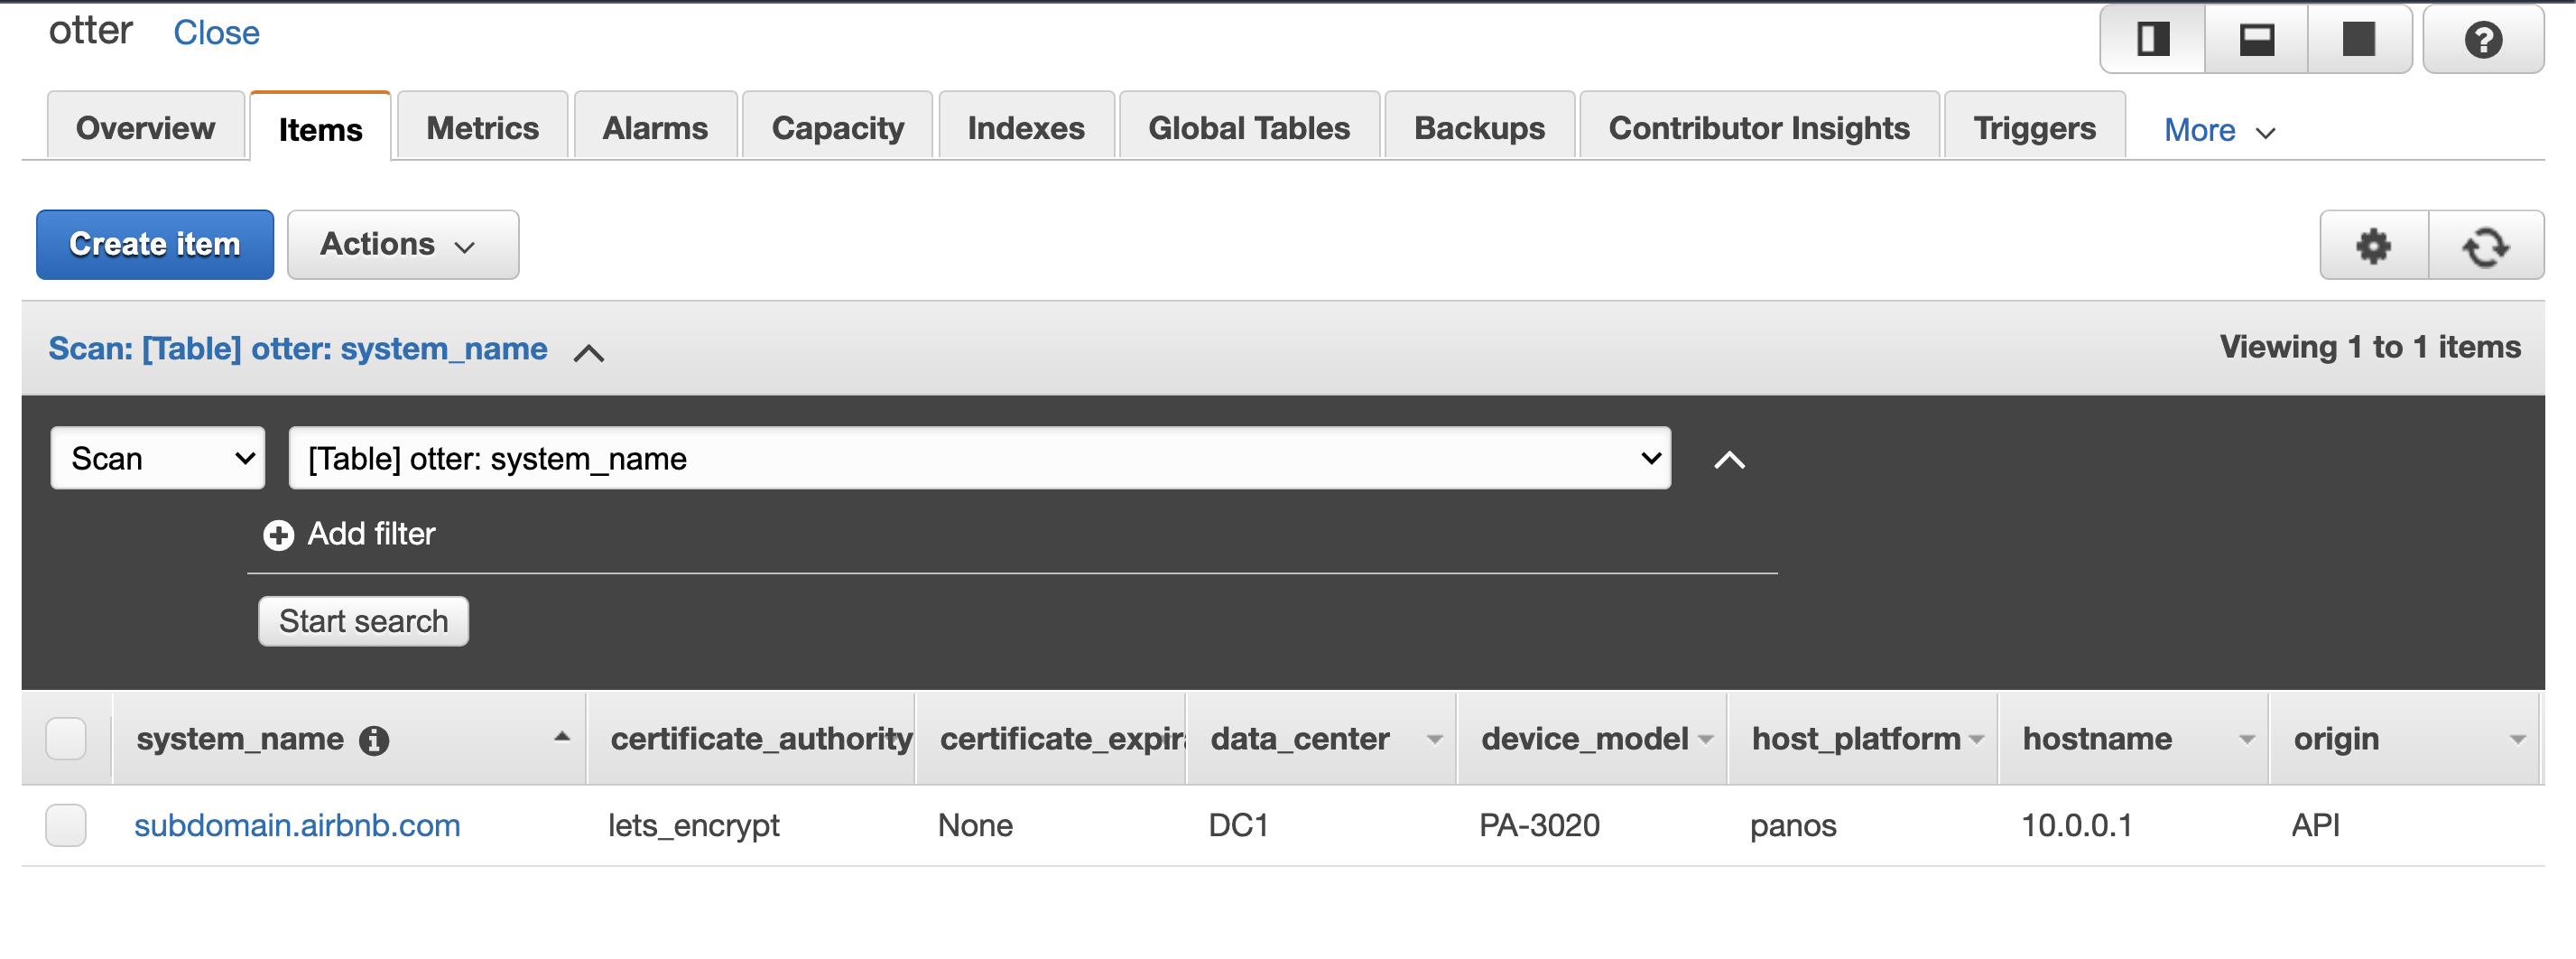 otter Close
Overview Items Metrics Alarms Capacity Indexes Global Tables Backups Contributor Insights Triggers More
Create item Actions
Scan: [Table] otter: system_name Viewing 1 to 1 items
Scan [Table] otter: system_name
Add filter
Start search
system_name certificate_authority certificate_expir data_center device_model host_platform hostname origin
subdomain.airbnb.com lets_encrypt None DC1 PA-3020 panos 10.0.0.1 API